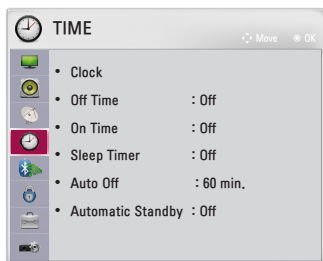 TIME
Move OK
• Clock
• Off Time : Off
• On Time : Off
• Sleep Timer : Off
• Auto Off : 60 min.
• Automatic Standby : Off